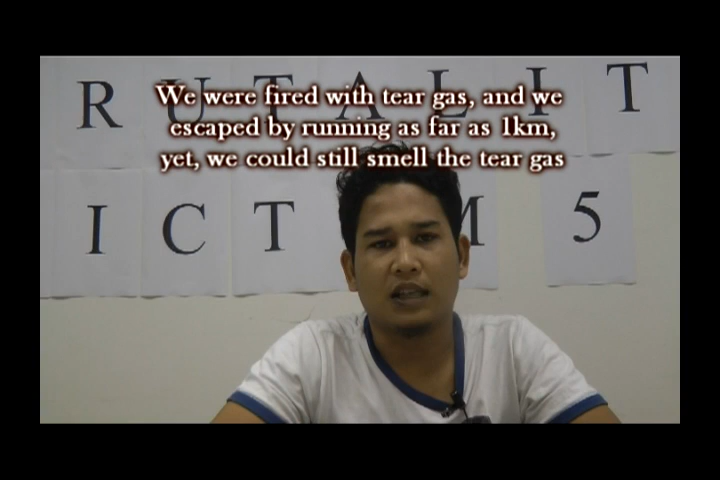 R U T A L I T
We were fired with tear gas, and we
escaped by running as far as 1km,
yet, we could still smell the tear gas
I C T M 5